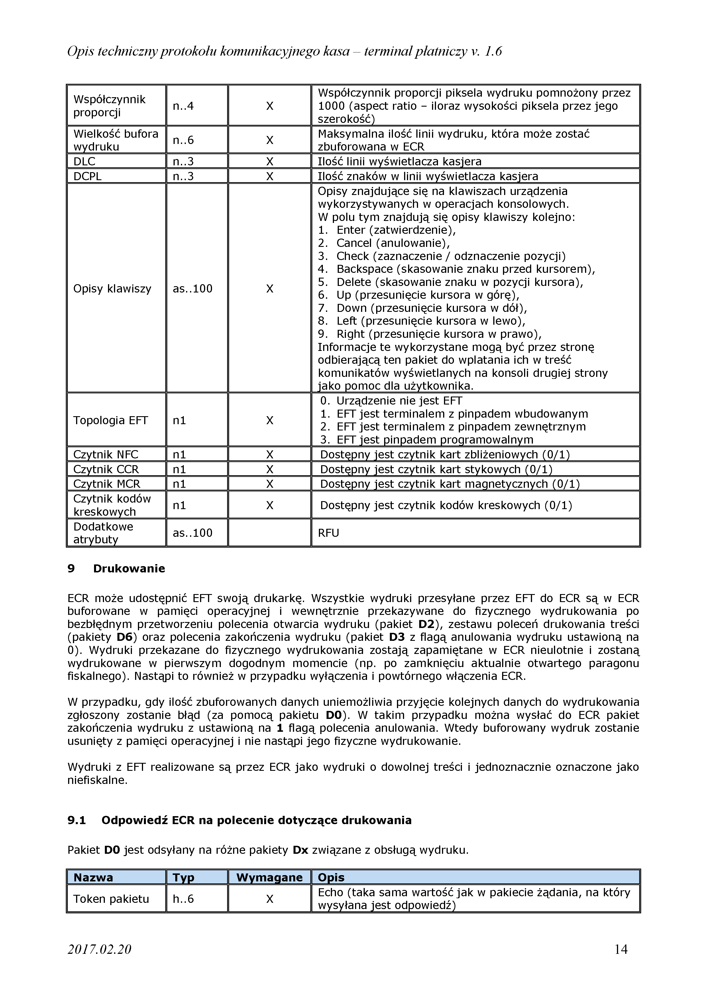 Opis techniczny protokołu komunikacyjnego kasa – terminal płatniczy v. 1.6
Współczynnik
proporcji
n..4
X
Współczynnik proporcji piksela wydruku pomnożony przez
1000 (aspect ratio – iloraz wysokości piksela przez jego
szerokość)
Wielkość bufora
wydruku
n..6
X
Maksymalna ilość linii wydruku, która może zostać
zbuforowana w ECR
DLC
n..3
X
Ilość linii wyświetlacza kasjera
DCPL
n..3
X
Ilość znaków w linii wyświetlacza kasjera
Opisy klawiszy
as..100
X
Opisy znajdujące się na klawiszach urządzenia
wykorzystywanych w operacjach konsolowych.
W polu tym znajdują się opisy klawiszy kolejno:
1. Enter (zatwierdzenie),
2. Cancel (anulowanie),
3. Check (zaznaczenie / odznaczenie pozycji)
4. Backspace (skasowanie znaku przed kursorem),
5. Delete (skasowanie znaku w pozycji kursora),
6. Up (przesunięcie kursora w górę),
7. Down (przesunięcie kursora w dół),
8. Left (przesunięcie kursora w lewo),
9. Right (przesunięcie kursora w prawo),
Informacje te wykorzystane mogą być przez stronę
odbierającą ten pakiet do wplatania ich w treść
komunikatów wyświetlanych na konsoli drugiej strony
jako pomoc dla użytkownika.
Topologia EFT
n1
X
0. Urządzenie nie jest EFT
1. EFT jest terminalem z pinpadem wbudowanym
2. EFT jest terminalem z pinpadem zewnętrznym
3. EFT jest pinpadem programowalnym
Czytnik NFC
n1
X
Dostępny jest czytnik kart zbliżeniowych (0/1)
Czytnik CCR
n1
X
Dostępny jest czytnik kart stykowych (0/1)
Czytnik MCR
n1
X
Dostępny jest czytnik kart magnetycznych (0/1)
Czytnik kodów
kreskowych
n1
X
Dostępny jest czytnik kodów kreskowych (0/1)
Dodatkowe
atrybuty
as..100
RFU
9 Drukowanie
ECR może udostępnić EFT swoją drukarkę. Wszystkie wydruki przesyłane przez EFT do ECR są w ECR
buforowane w pamięci operacyjnej i wewnętrznie przekazywane do fizycznego wydrukowania po
bezbłędnym przetworzeniu polecenia otwarcia wydruku (pakiet D2), zestawu poleceń drukowania treści
(pakiety D6) oraz polecenia zakończenia wydruku (pakiet D3 z flagą anulowania wydruku ustawioną na
0). Wydruki przekazane do fizycznego wydrukowania zostają zapamiętane w ECR nieulotnie i zostaną
wydrukowane w pierwszym dogodnym momencie (np. po zamknięciu aktualnie otwartego paragonu
fiskalnego). Nastąpi to również w przypadku wyłączenia i powtórnego włączenia ECR.
W przypadku, gdy ilość zbuforowanych danych uniemożliwia przyjęcie kolejnych danych do wydrukowania
zgłoszony zostanie błąd (za pomocą pakietu D0). W takim przypadku można wysłać do ECR pakiet
zakończenia wydruku z ustawioną na 1 flagą polecenia anulowania. Wtedy buforowany wydruk zostanie
usunięty z pamięci operacyjnej i nie nastąpi jego fizyczne wydrukowanie.
Wydruki z EFT realizowane są przez ECR jako wydruki o dowolnej treści i jednoznacznie oznaczone jako
niefiskalne.
9.1 Odpowiedź ECR na polecenie dotyczące drukowania
Pakiet D0 jest odsyłany na różne pakiety Dx związane z obsługą wydruku.
Nazwa
Typ
Wymagane
Opis
Token pakietu
h..6
X
Echo (taka sama wartość jak w pakiecie żądania, na który
wysyłana jest odpowiedź)
2017.02.20
14